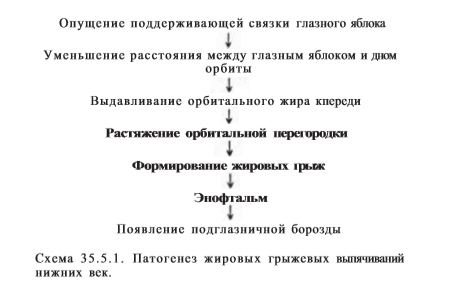 Опущение поддерживающей связки глазного яблока
Уменьшение расстояния между глазным яблоком и дном
орбиты
Выдавливание орбитального жира кпереди
Растяжение орбитальной перегородки
Формирование жировых грыж
Энофтальм
Появление подглазничной борозды
Схема 35.5.1. Патогенез жировых грыжевых выпячиваний
нижних век.